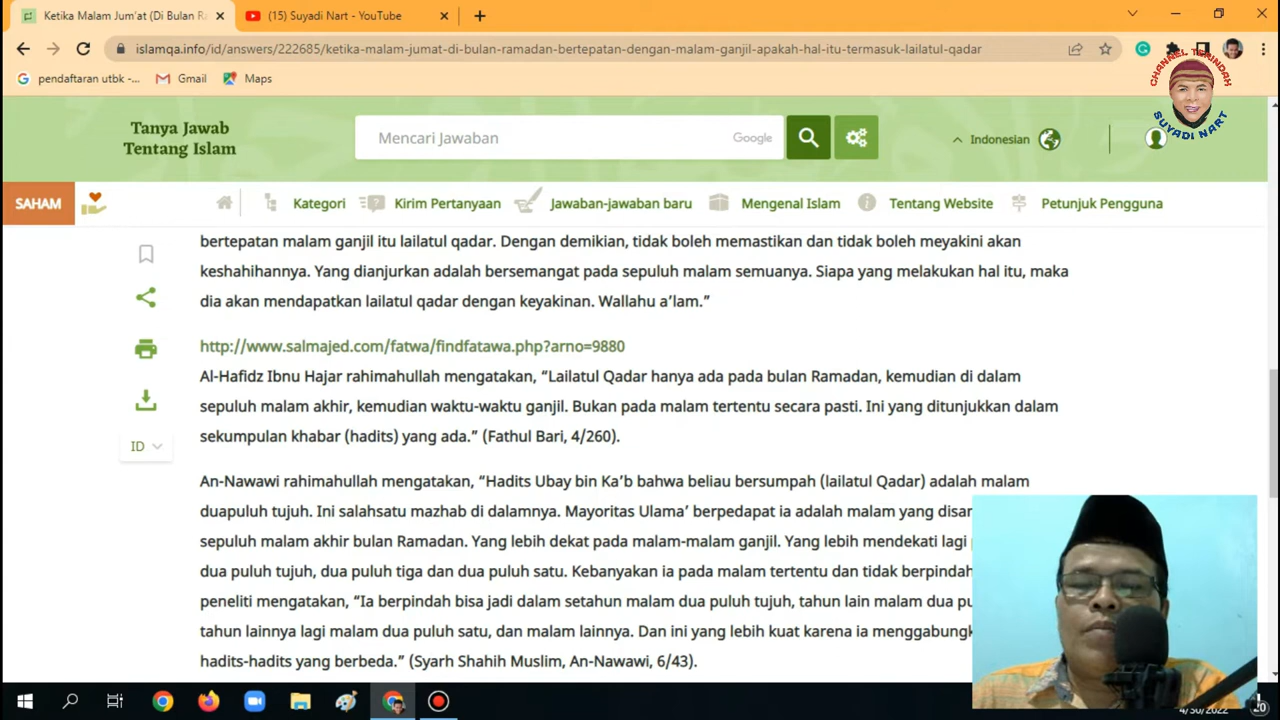 Ketika Malam Jum'at (Di Bulan Ra
(15) Suyadi Nart - YouTube
islamqa.info/id/answers/222685/ketika-malam-jumat-di-bulan-ramadan-bertepatan-dengan-malam-ganjil-apakah-hal-itu-termasuk-lailatul-qadar
pendaftaran utbk -...
Gmail
Maps
CHANNEL TERINDAH
SUYADI NART
Tanya Jawab
Tentang Islam
Mencari Jawaban
Google
Indonesian
SAHAM
Kategori
Kirim Pertanyaan
Jawaban-jawaban baru
Mengenal Islam
Tentang Website
Petunjuk Pengguna
bertepatan malam ganjil itu lailatul qadar. Dengan demikian, tidak boleh memastikan dan tidak boleh meyakini akan
keshahihannya. Yang dianjurkan adalah bersemangat pada sepuluh malam semuanya. Siapa yang melakukan hal itu, maka
dia akan mendapatkan lailatul qadar dengan keyakinan. Wallahu a'lam.”
http://www.salmajed.com/fatwa/findfatawa.php?arno=9880
Al-Hafidz Ibnu Hajar rahimahullah mengatakan, “Lailatul Qadar hanya ada pada bulan Ramadan, kemudian di dalam
sepuluh malam akhir, kemudian waktu-waktu ganjil. Bukan pada malam tertentu secara pasti. Ini yang ditunjukkan dalam
sekumpulan khabar (hadits) yang ada.” (Fathul Bari, 4/260).
ID
An-Nawawi rahimahullah mengatakan, “Hadits Ubay bin Ka'b bahwa beliau bersumpah (lailatul Qadar) adalah malam
duapuluh tujuh. Ini salahsatu mazhab di dalamnya. Mayoritas Ulama' berpedapat ia adalah malam yang disar
sepuluh malam akhir bulan Ramadan. Yang lebih dekat pada malam-malam ganjil. Yang lebih mendekati lagi
dua puluh tujuh, dua puluh tiga dan dua puluh satu. Kebanyakan ia pada malam tertentu dan tidak berpindah
peneliti mengatakan, “Ia berpindah bisa jadi dalam setahun malam dua puluh tujuh, tahun lain malam dua pu
tahun lainnya lagi malam dua puluh satu, dan malam lainnya. Dan ini yang lebih kuat karena ia menggabungk
hadits-hadits yang berbeda.” (Syarh Shahih Muslim, An-Nawawi, 6/43).
4/30/2022
20